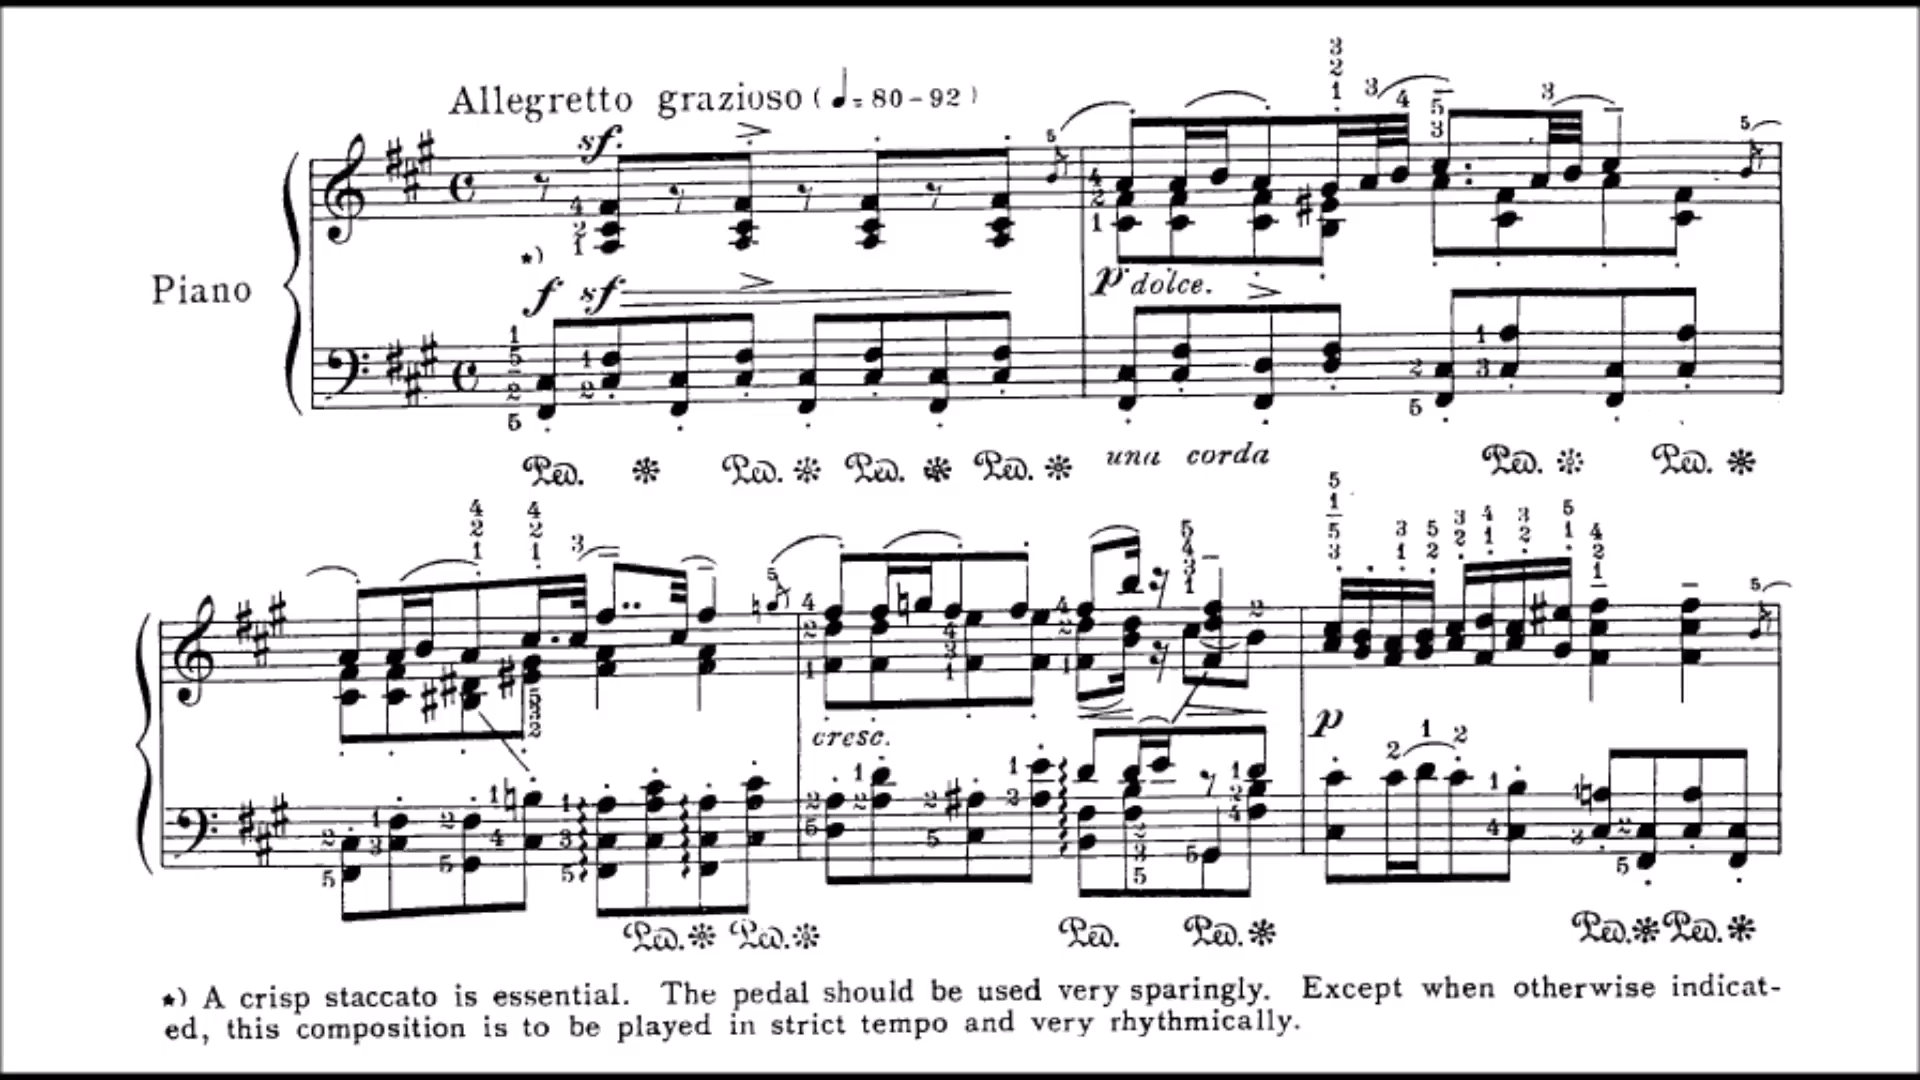 Allegretto grazioso (♩= 80-92)
sf.
Piano
*)
f sf
p dolce.
una corda
Ped. * Ped. * Ped. * Ped. * Ped. * Ped. *
cresc.
p
Ped. * Ped. * Ped. Ped. * Ped. * Ped. *
*) A crisp staccato is essential. The pedal should be used very sparingly. Except when otherwise indicat-
ed, this composition is to be played in strict tempo and very rhythmically.